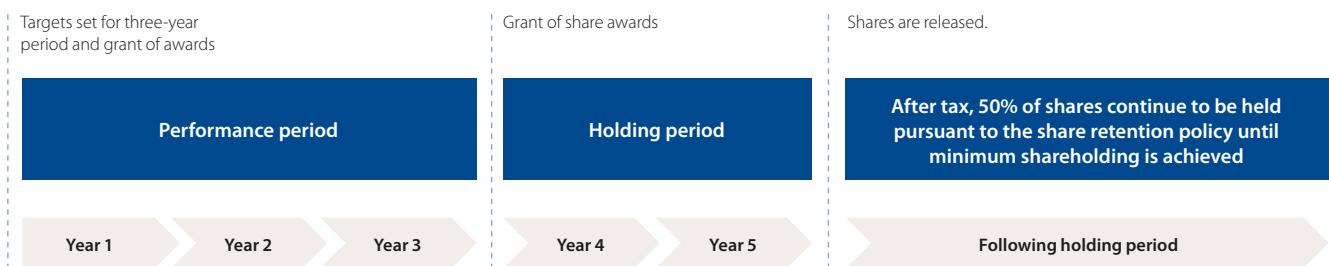 Targets set for three-year
period and grant of awards
Grant of share awards
Shares are released.
Performance period
Holding period
After tax, 50% of shares continue to be held
pursuant to the share retention policy until
minimum shareholding is achieved
Year 1
Year 2
Year 3
Year 4
Year 5
Following holding period